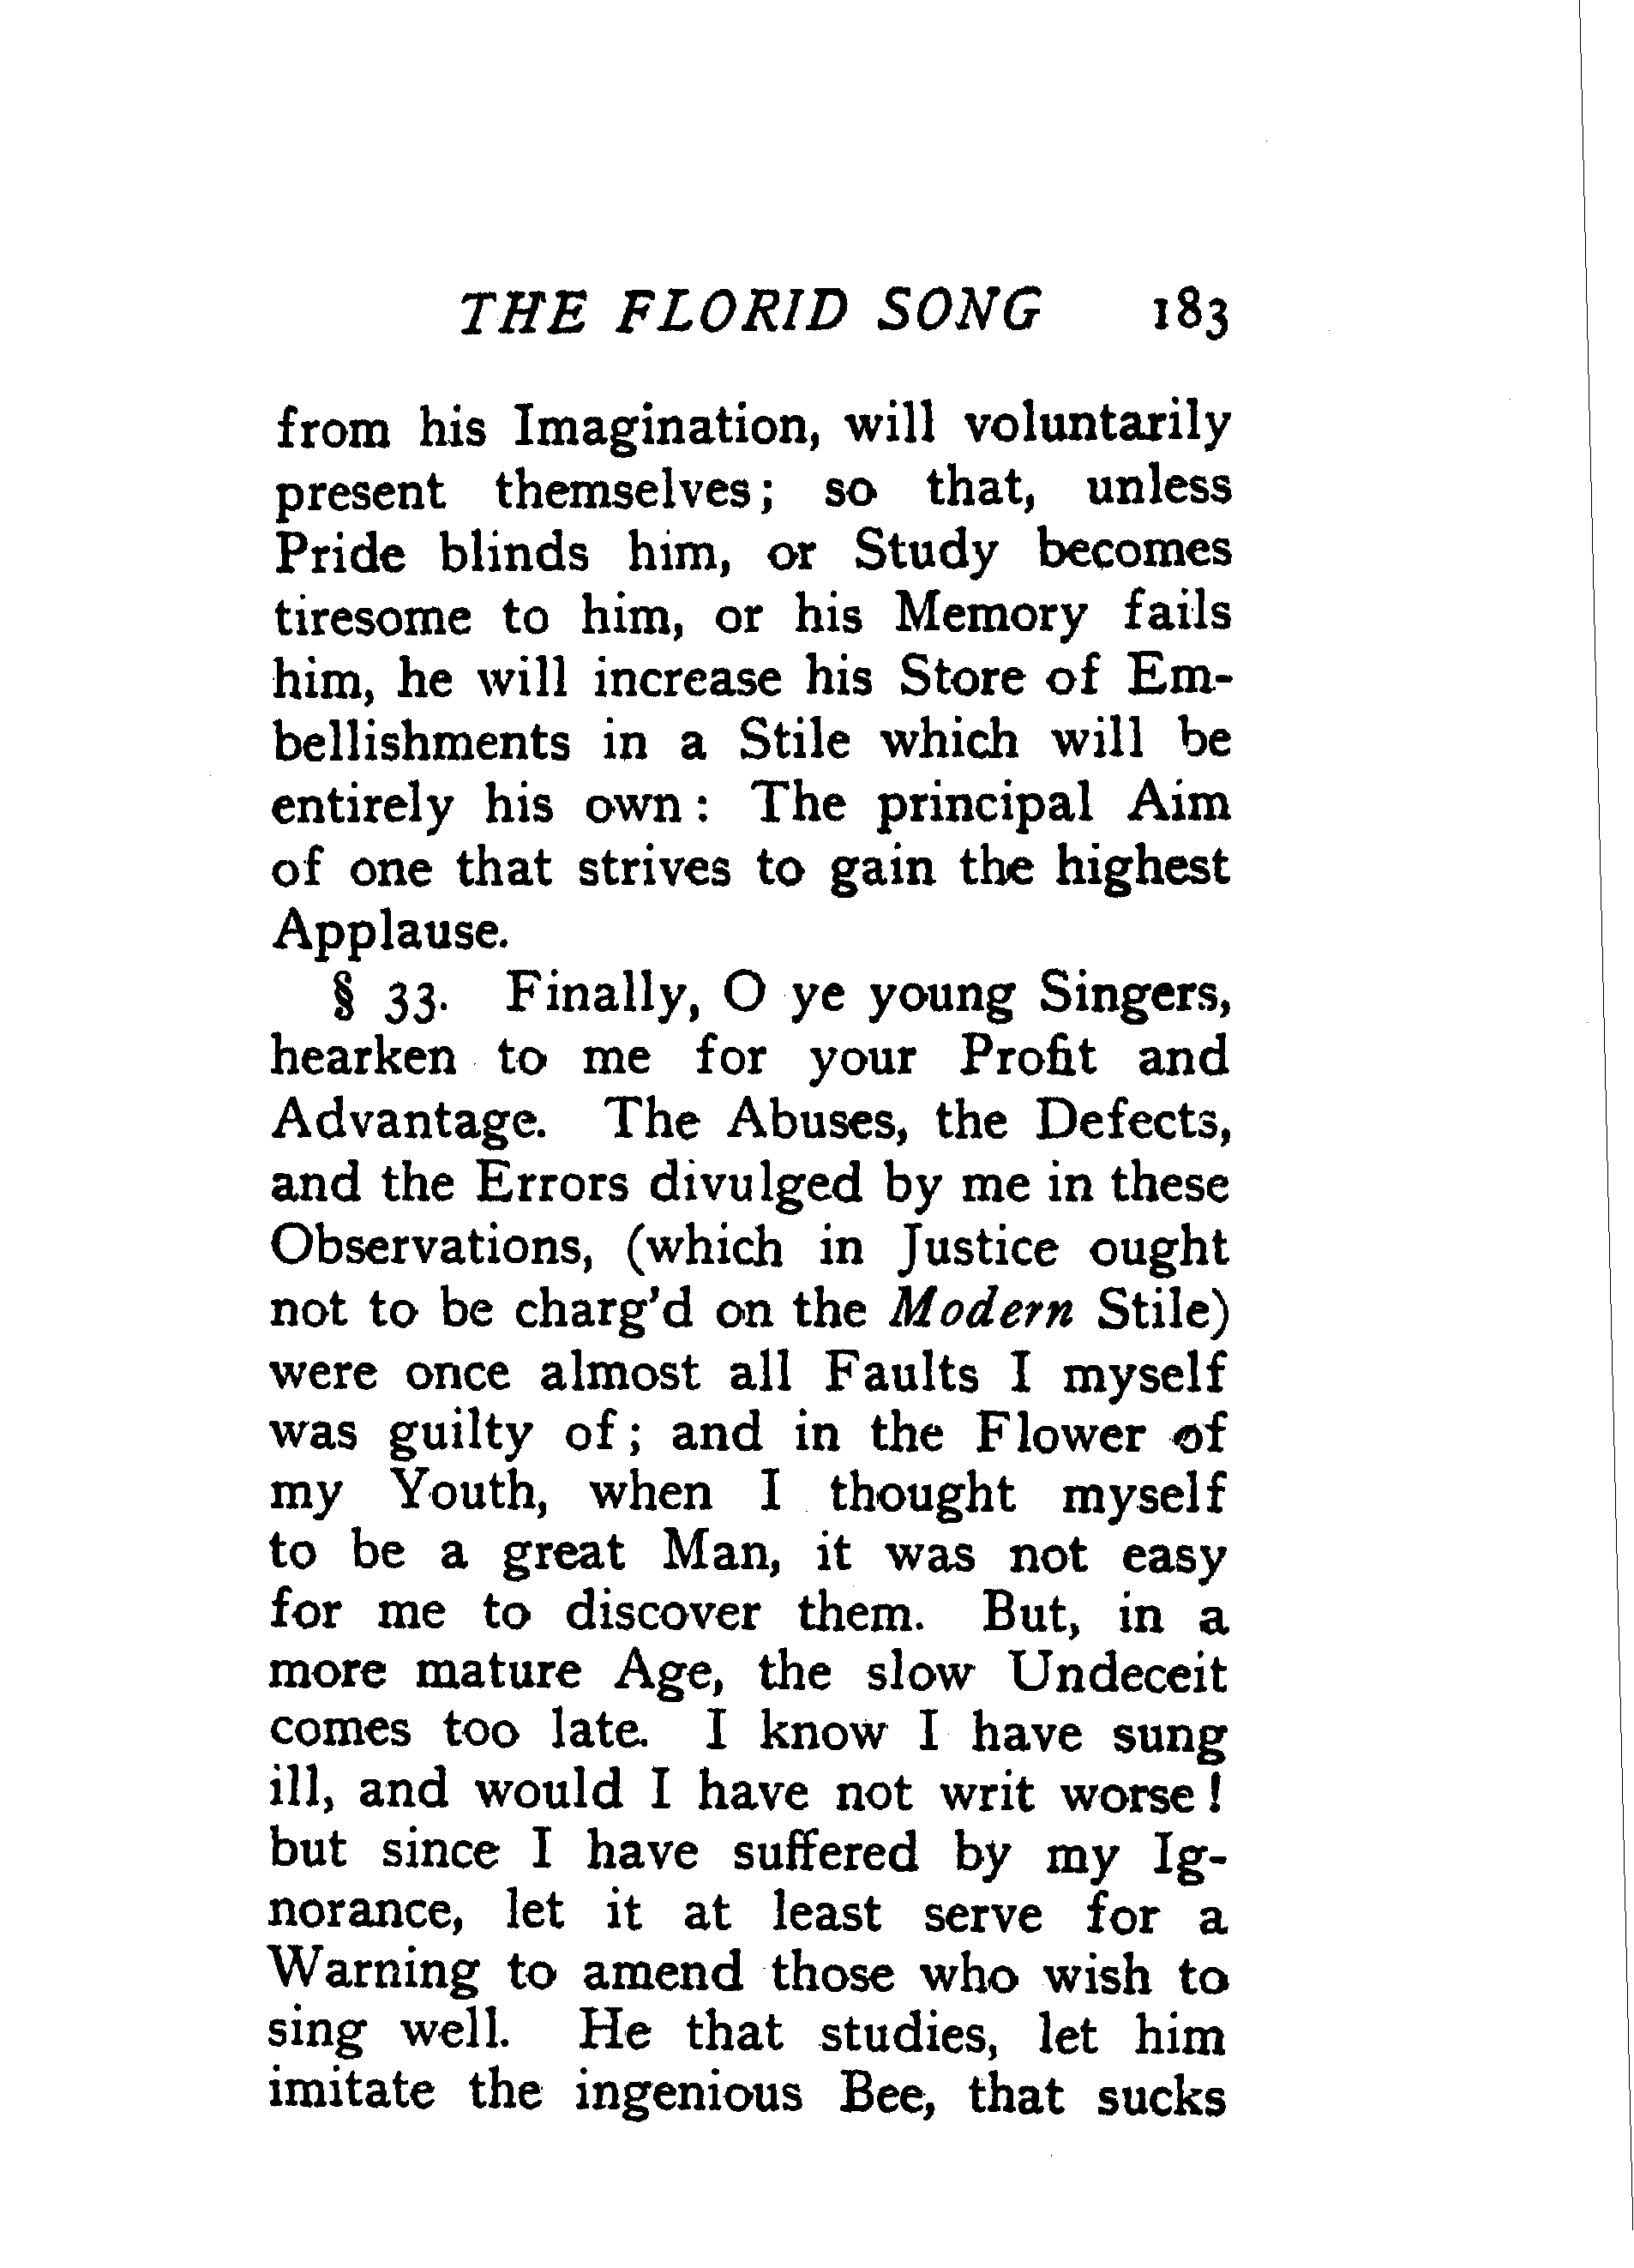 THE FLORID SONG 183
from his Imagination, will voluntarily
present themselves; so that, unless
Pride blinds him, or Study becomes
tiresome to him, or his Memory fails
him, he will increase his Store of Em-
bellishments in a Stile which will be
entirely his own: The principal Aim
of one that strives to gain the highest
Applause.
§ 33. Finally, O ye young Singers,
hearken to me for your Profit and
Advantage. The Abuses, the Defects,
and the Errors divulged by me in these
Observations, (which in Justice ought
not to be charg'd on the Modern Stile)
were once almost all Faults I myself
was guilty of; and in the Flower of
my Youth, when I thought myself
to be a great Man, it was not easy
for me to discover them. But, in a
more mature Age, the slow Undeceit
comes too late. I know I have sung
ill, and would I have not writ worse!
but since I have suffered by my Ig-
norance, let it at least serve for a
Warning to amend those who wish to
sing well. He that studies, let him
imitate the ingenious Bee, that sucks